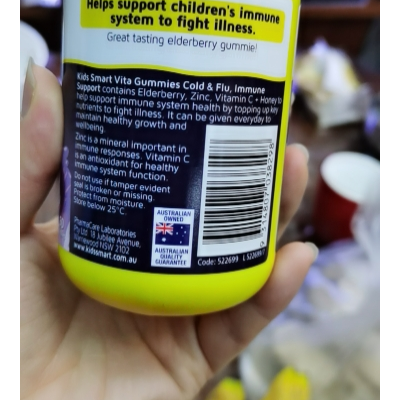 Helps support children's immune
system to fight illness.
Great tasting elderberry gummie!
Kids Smart Vita Gummies Cold & Flu, Immune
Support contains Elderberry, Zinc, Vitamin C + Honey to
help support immune system health by topping up key
nutrients to fight illness. It can be given everyday to
maintain healthy growth and
wellbeing.
Zinc is a mineral important in
immune responses. Vitamin C
is an antioxidant for healthy
immune system function.
Do not use if tamper evident
seal is broken or missing.
Protect from moisture.
Store below 25°C.
PharmaCare Laboratories
Pty Ltd. 18 Jubilee Avenue,
Warriewood NSW 2102
www.kidssmart.au
AUSTRALIAN
OWNED
AUSTRALIAN
QUALITY
GUARANTEE
Code: 522699